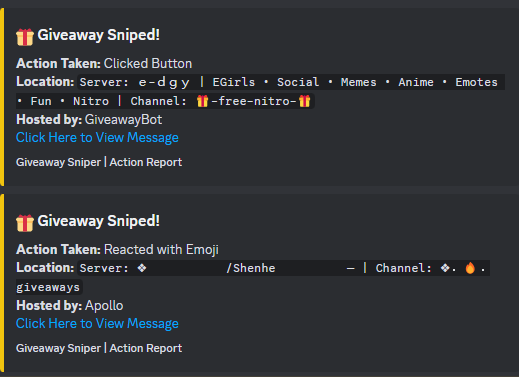 🎁 Giveaway Sniped!
Action Taken: Clicked Button
Location: Server: e-dgy | EGirls • Social • Memes • Anime • Emotes
• Fun • Nitro | Channel: 🎁-free-nitro-🎁
Hosted by: GiveawayBot
Click Here to View Message
Giveaway Sniper | Action Report
🎁 Giveaway Sniped!
Action Taken: Reacted with Emoji
Location: Server: ❖ /Shenhe — | Channel: ❖. 🔥.
giveaways
Hosted by: Apollo
Click Here to View Message
Giveaway Sniper | Action Report